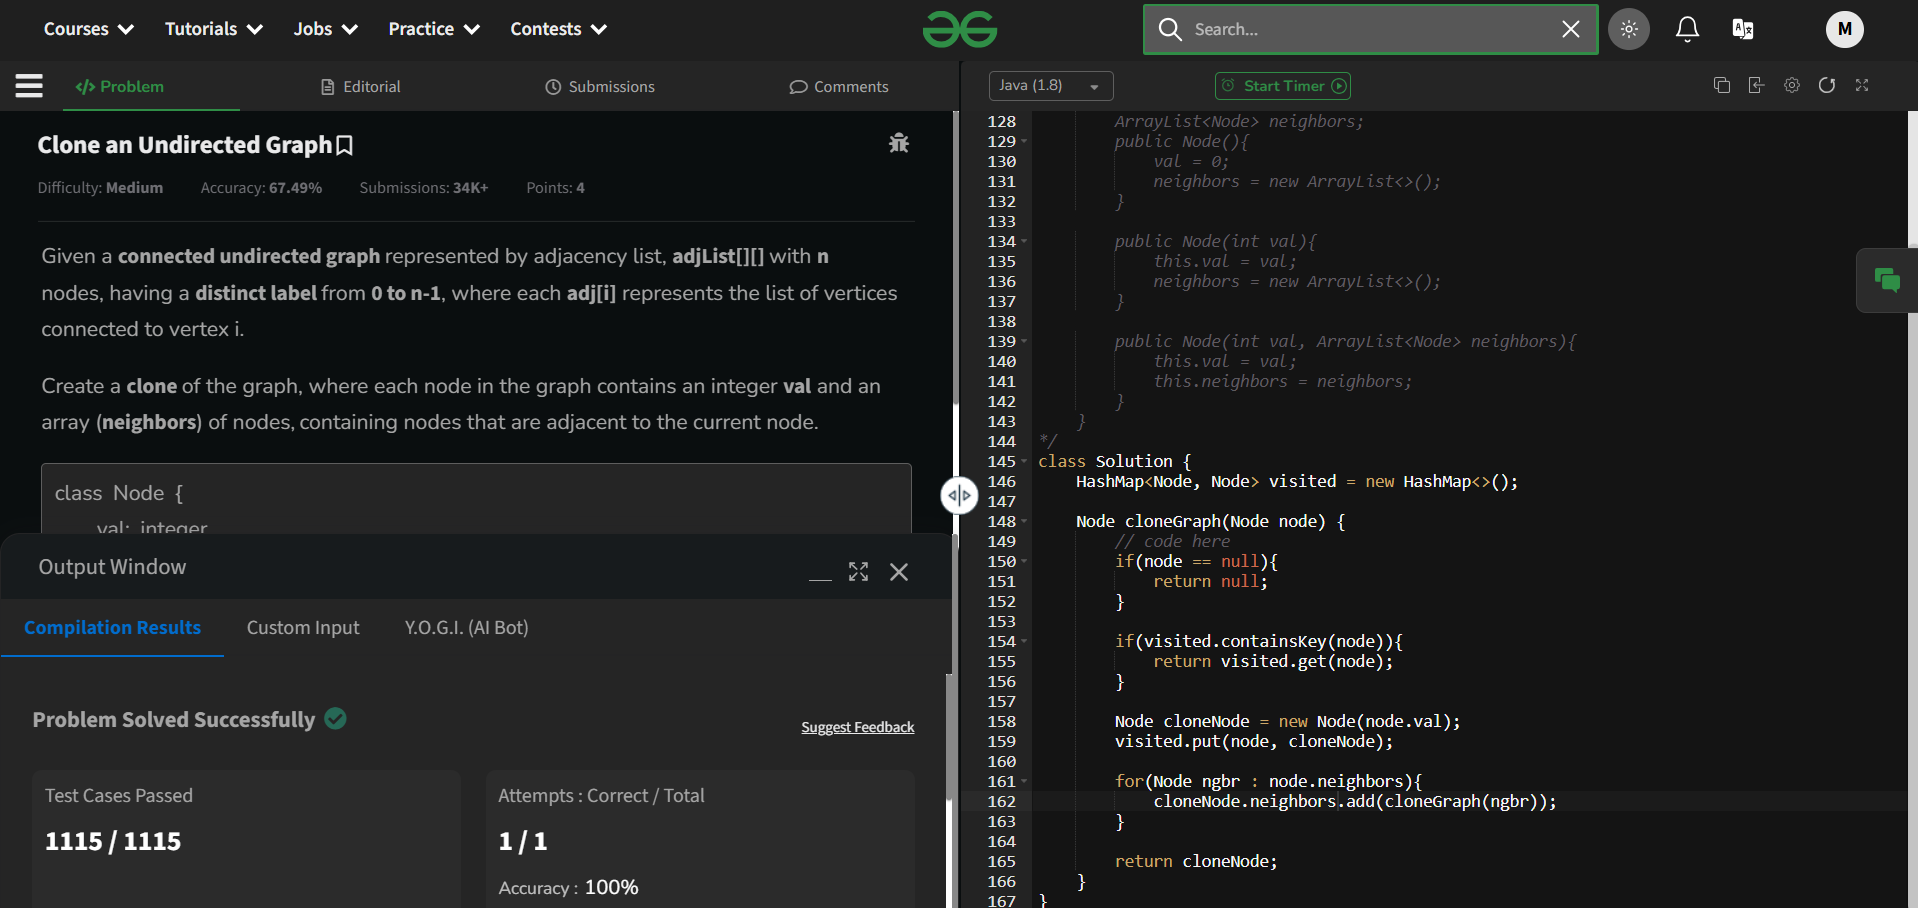 Courses Tutorials Jobs Practice Contests
Search...
M
Problem Editorial Submissions Comments
Java (1.8) Start Timer
Clone an Undirected Graph
Difficulty: Medium Accuracy: 67.49% Submissions: 34K+ Points: 4
Given a connected undirected graph represented by adjacency list, adjList[][] with n
nodes, having a distinct label from 0 to n-1, where each adj[i] represents the list of vertices
connected to vertex i.
Create a clone of the graph, where each node in the graph contains an integer val and an
array (neighbors) of nodes, containing nodes that are adjacent to the current node.
class Node {
val: integer
Output Window
Compilation Results Custom Input Y.O.G.I. (AI Bot)
Problem Solved Successfully
Suggest Feedback
Test Cases Passed
1115 / 1115
Attempts : Correct / Total
1 / 1
Accuracy : 100%
128 ArrayList<Node> neighbors;
129 public Node(){
130 val = 0;
131 neighbors = new ArrayList<>();
132 }
133
134 public Node(int val){
135 this.val = val;
136 neighbors = new ArrayList<>();
137 }
138
139 public Node(int val, ArrayList<Node> neighbors){
140 this.val = val;
141 this.neighbors = neighbors;
142 }
143 }
144 */
145 class Solution {
146 HashMap<Node, Node> visited = new HashMap<>();
147
148 Node cloneGraph(Node node) {
149 // code here
150 if(node == null){
151 return null;
152 }
153
154 if(visited.containsKey(node)){
155 return visited.get(node);
156 }
157
158 Node cloneNode = new Node(node.val);
159 visited.put(node, cloneNode);
160
161 for(Node ngbr : node.neighbors){
162 cloneNode.neighbors.add(cloneGraph(ngbr));
163 }
164
165 return cloneNode;
166 }
167 }